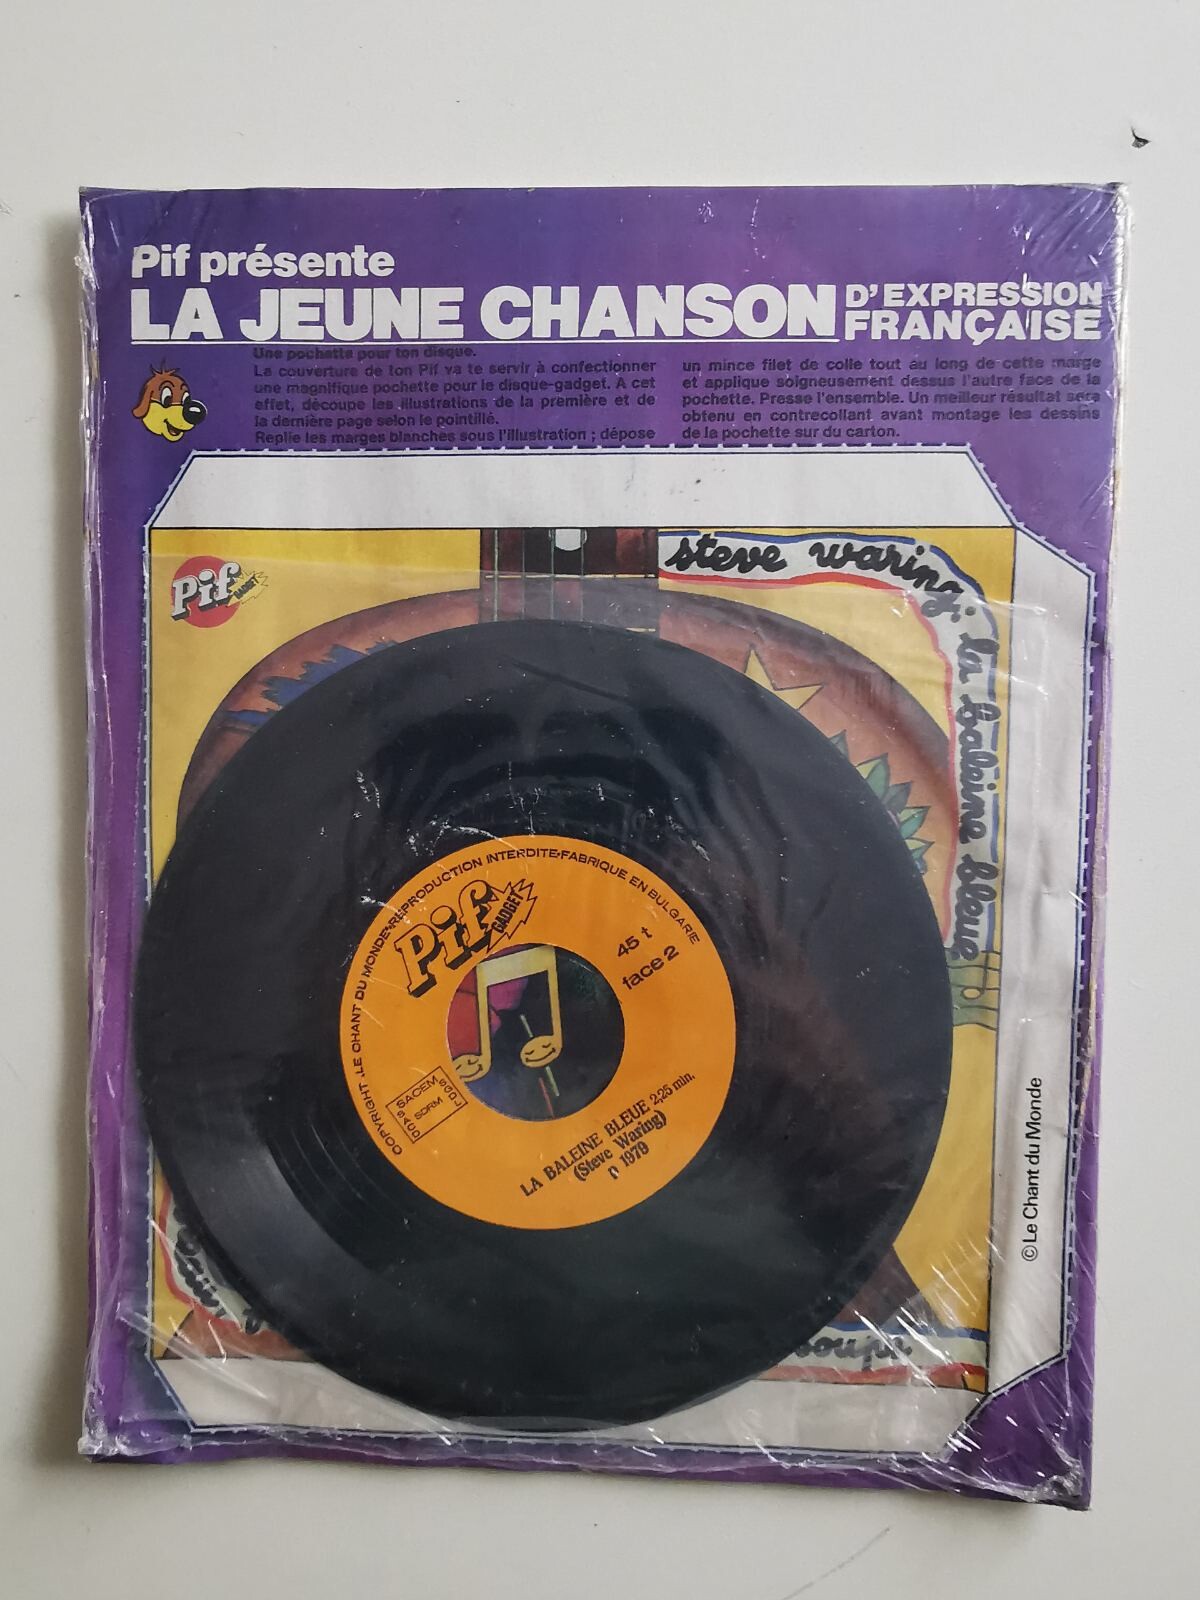 Pif présente
LA JEUNE CHANSON D'EXPRESSION FRANÇAISE
Une pochette pour ton disque.
La couverture de ton Pif va te servir à confectionner
une magnifique pochette pour le disque-gadget. A cet
effet, découpe les illustrations de la première et de
la dernière page selon le pointillé.
Replie les marges blanches sous l'illustration ; dépose
un mince filet de colle tout au long de cette marge
et applique soigneusement dessus l'autre face de la
pochette. Presse l'ensemble. Un meilleur résultat sera
obtenu en contrecollant avant montage les dessins
de la pochette sur du carton.
Pif GADGET
steve waring: la baleine bleue
COPYRIGHT LE CHANT DU MONDE•REPRODUCTION INTERDITE•FABRIQUE EN BULGARIE
Pif GADGET
45 t
face 2
SACEM
SACD SDRM SGDL
LA BALEINE BLEUE 2,25 min.
(Steve Waring)
P 1979
© Le Chant du Monde